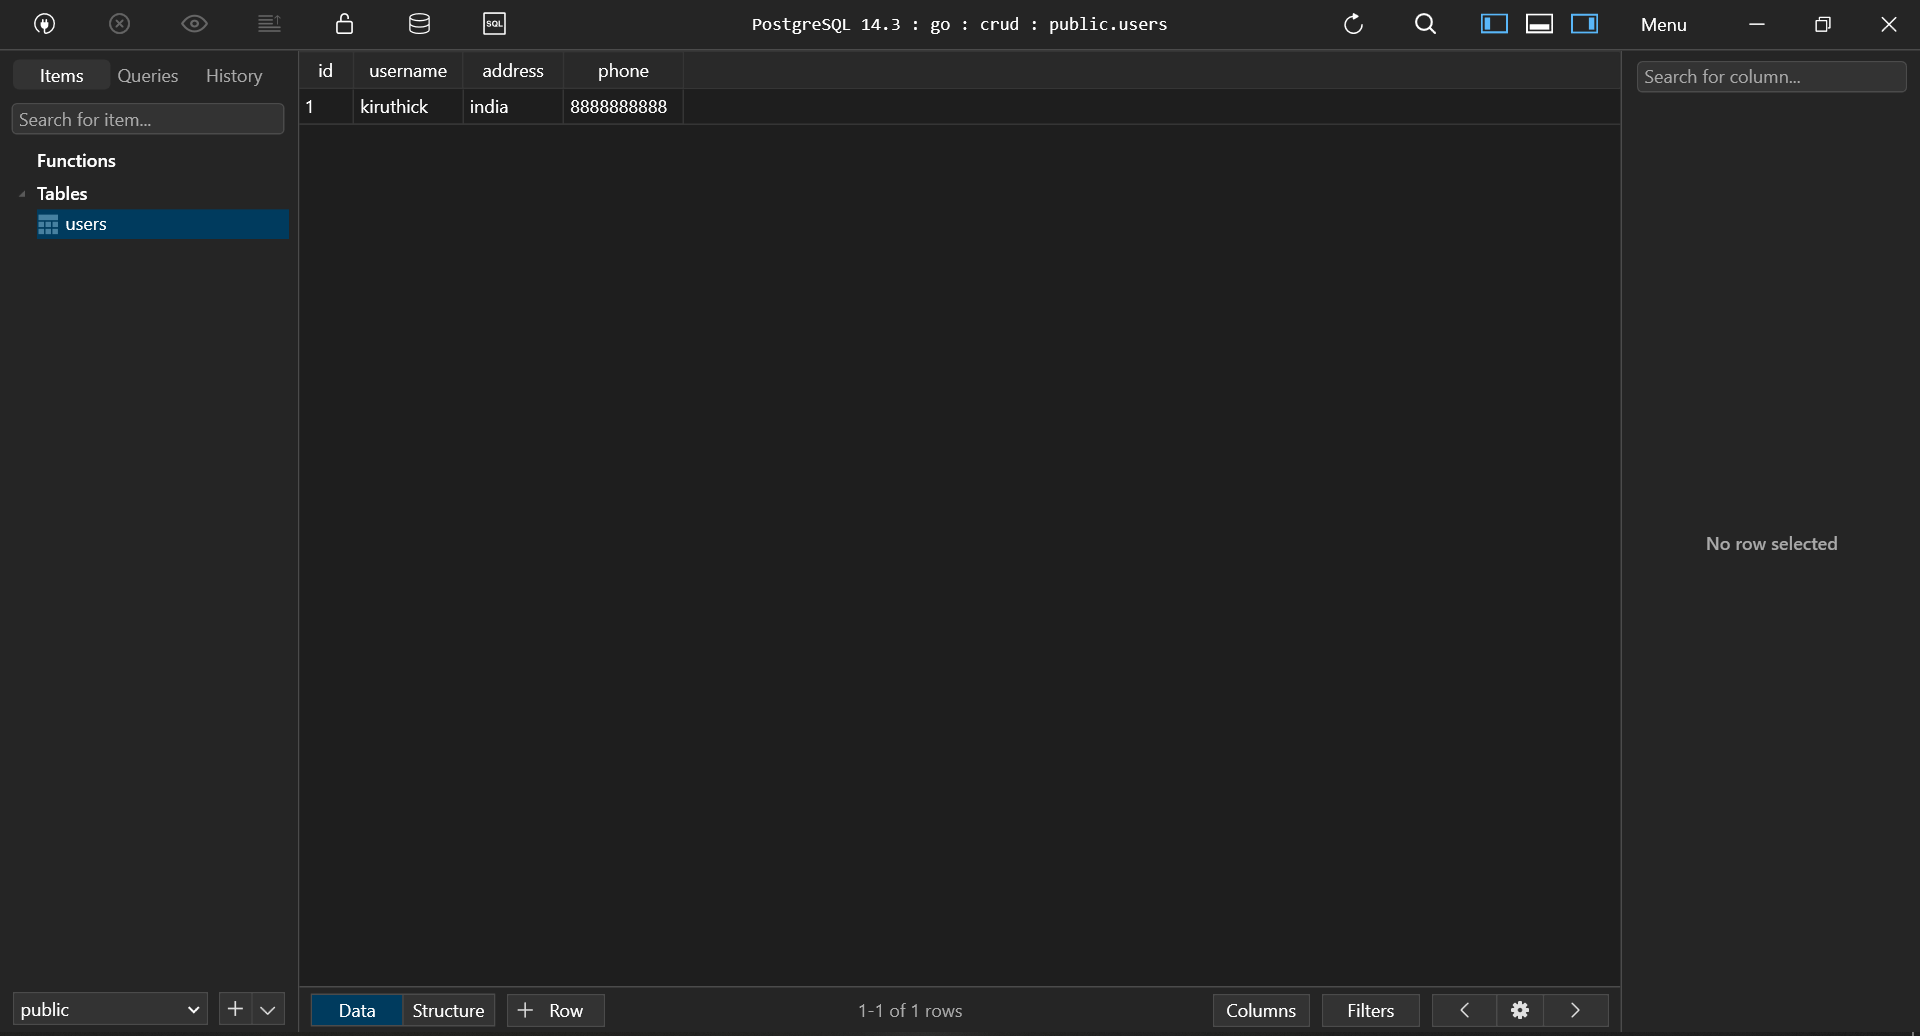 SQL
PostgreSQL 14.3 : go : crud : public.users
Menu
Items Queries History
Search for item...
Functions
Tables
users
id username address phone
1 kiruthick india 8888888888
Search for column...
No row selected
public
Data Structure + Row
1-1 of 1 rows
Columns Filters